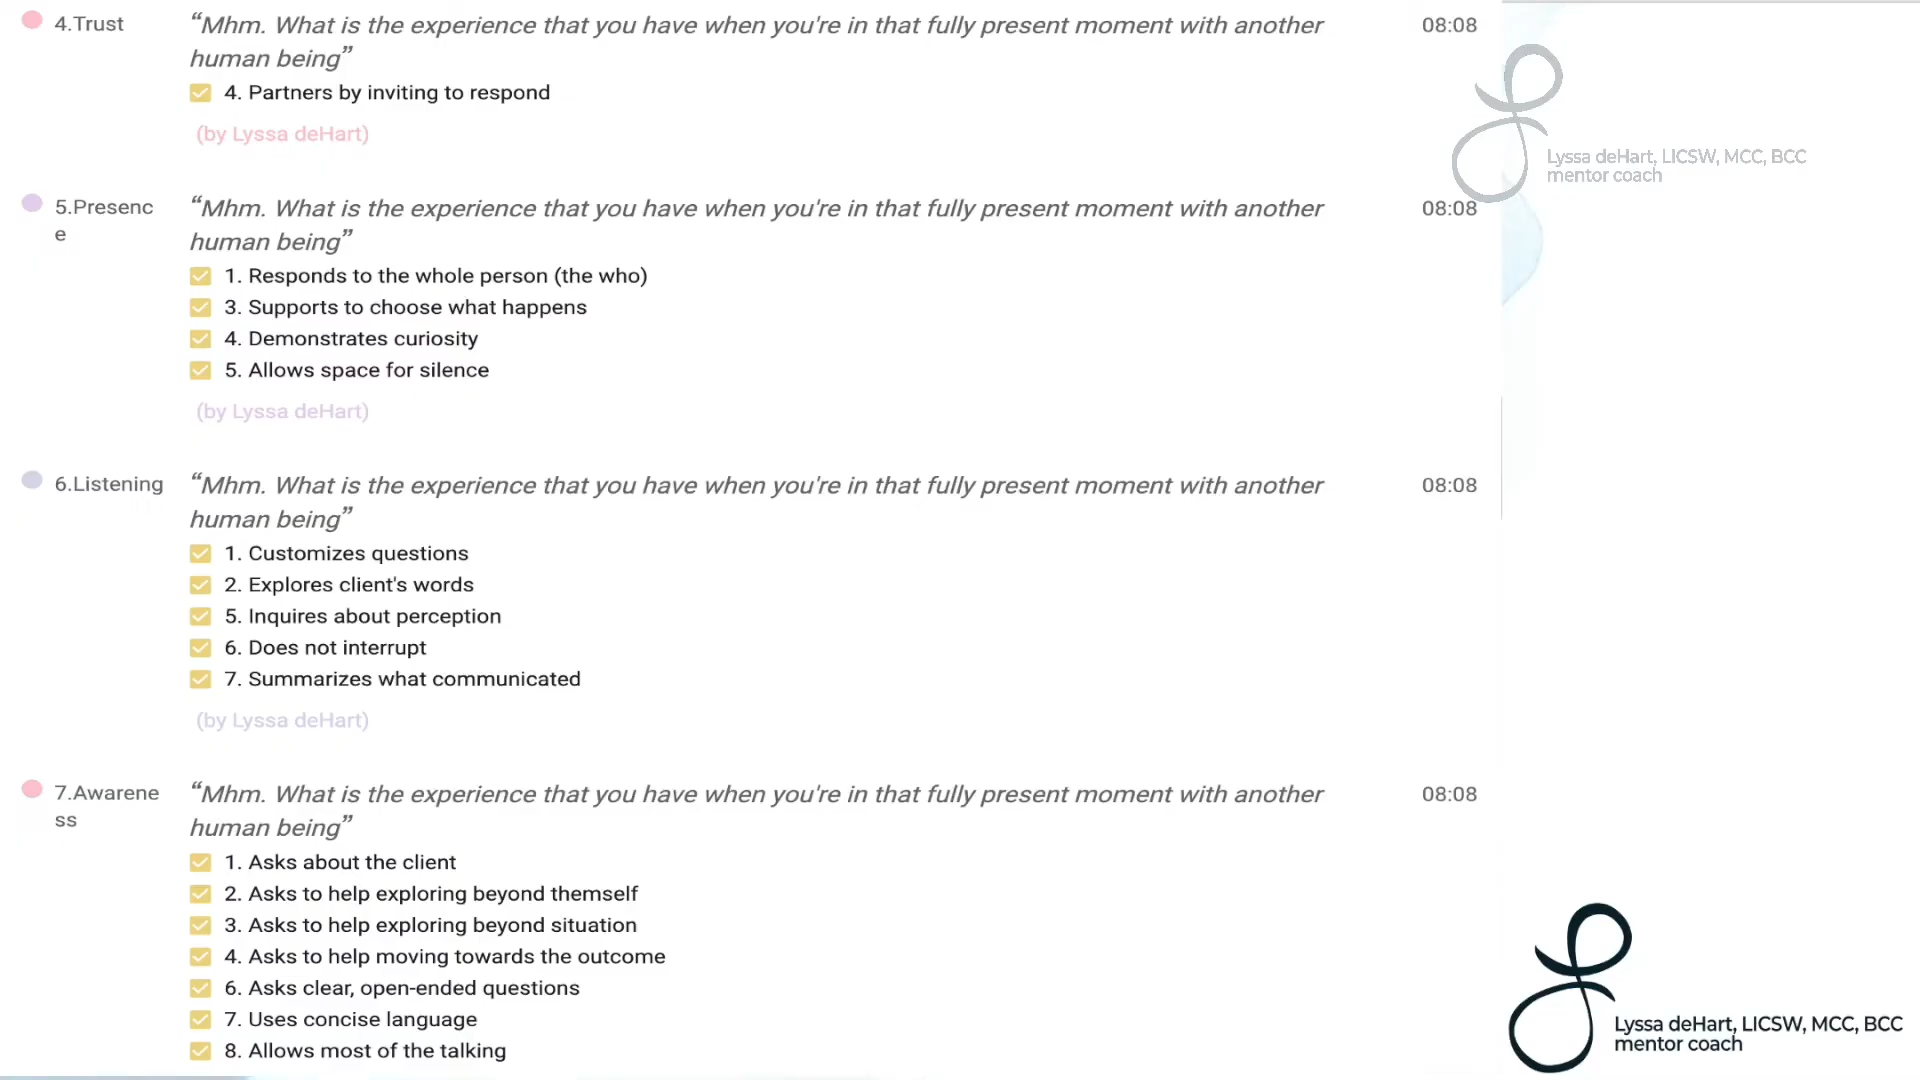 4.Trust
“Mhm. What is the experience that you have when you're in that fully present moment with another
human being”
08:08
4. Partners by inviting to respond
(by Lyssa deHart)
Lyssa deHart, LICSW, MCC, BCC
mentor coach
5.Presenc
e
“Mhm. What is the experience that you have when you're in that fully present moment with another
human being”
08:08
1. Responds to the whole person (the who)
3. Supports to choose what happens
4. Demonstrates curiosity
5. Allows space for silence
(by Lyssa deHart)
6.Listening
“Mhm. What is the experience that you have when you're in that fully present moment with another
human being”
08:08
1. Customizes questions
2. Explores client's words
5. Inquires about perception
6. Does not interrupt
7. Summarizes what communicated
(by Lyssa deHart)
7.Awarene
ss
“Mhm. What is the experience that you have when you're in that fully present moment with another
human being”
08:08
1. Asks about the client
2. Asks to help exploring beyond themself
3. Asks to help exploring beyond situation
4. Asks to help moving towards the outcome
6. Asks clear, open-ended questions
7. Uses concise language
8. Allows most of the talking
Lyssa deHart, LICSW, MCC, BCC
mentor coach